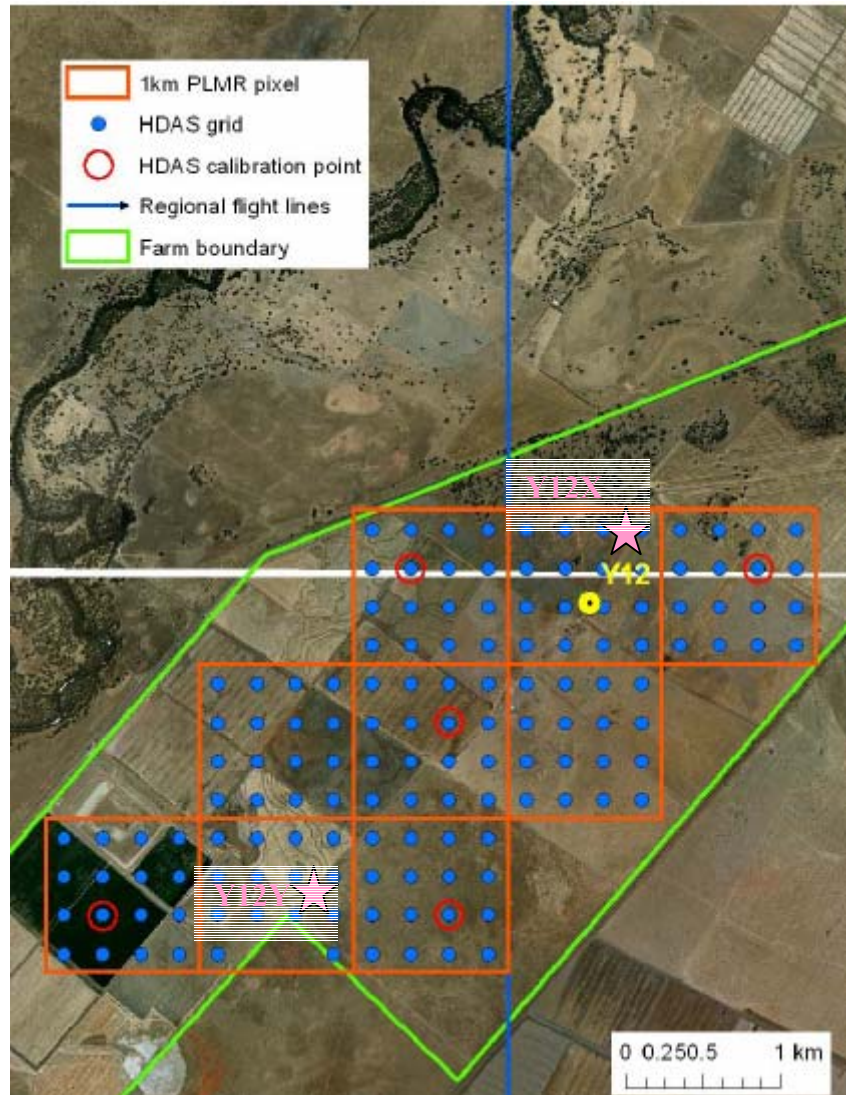 1km PLMR pixel
HDAS grid
HDAS calibration point
Regional flight lines
Farm boundary
Y12X
Y12
Y12Y
0 0.250.5 1 km